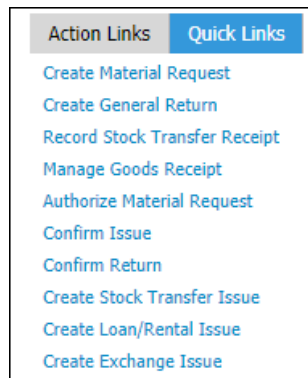 Action Links Quick Links
Create Material Request
Create General Return
Record Stock Transfer Receipt
Manage Goods Receipt
Authorize Material Request
Confirm Issue
Confirm Return
Create Stock Transfer Issue
Create Loan/Rental Issue
Create Exchange Issue